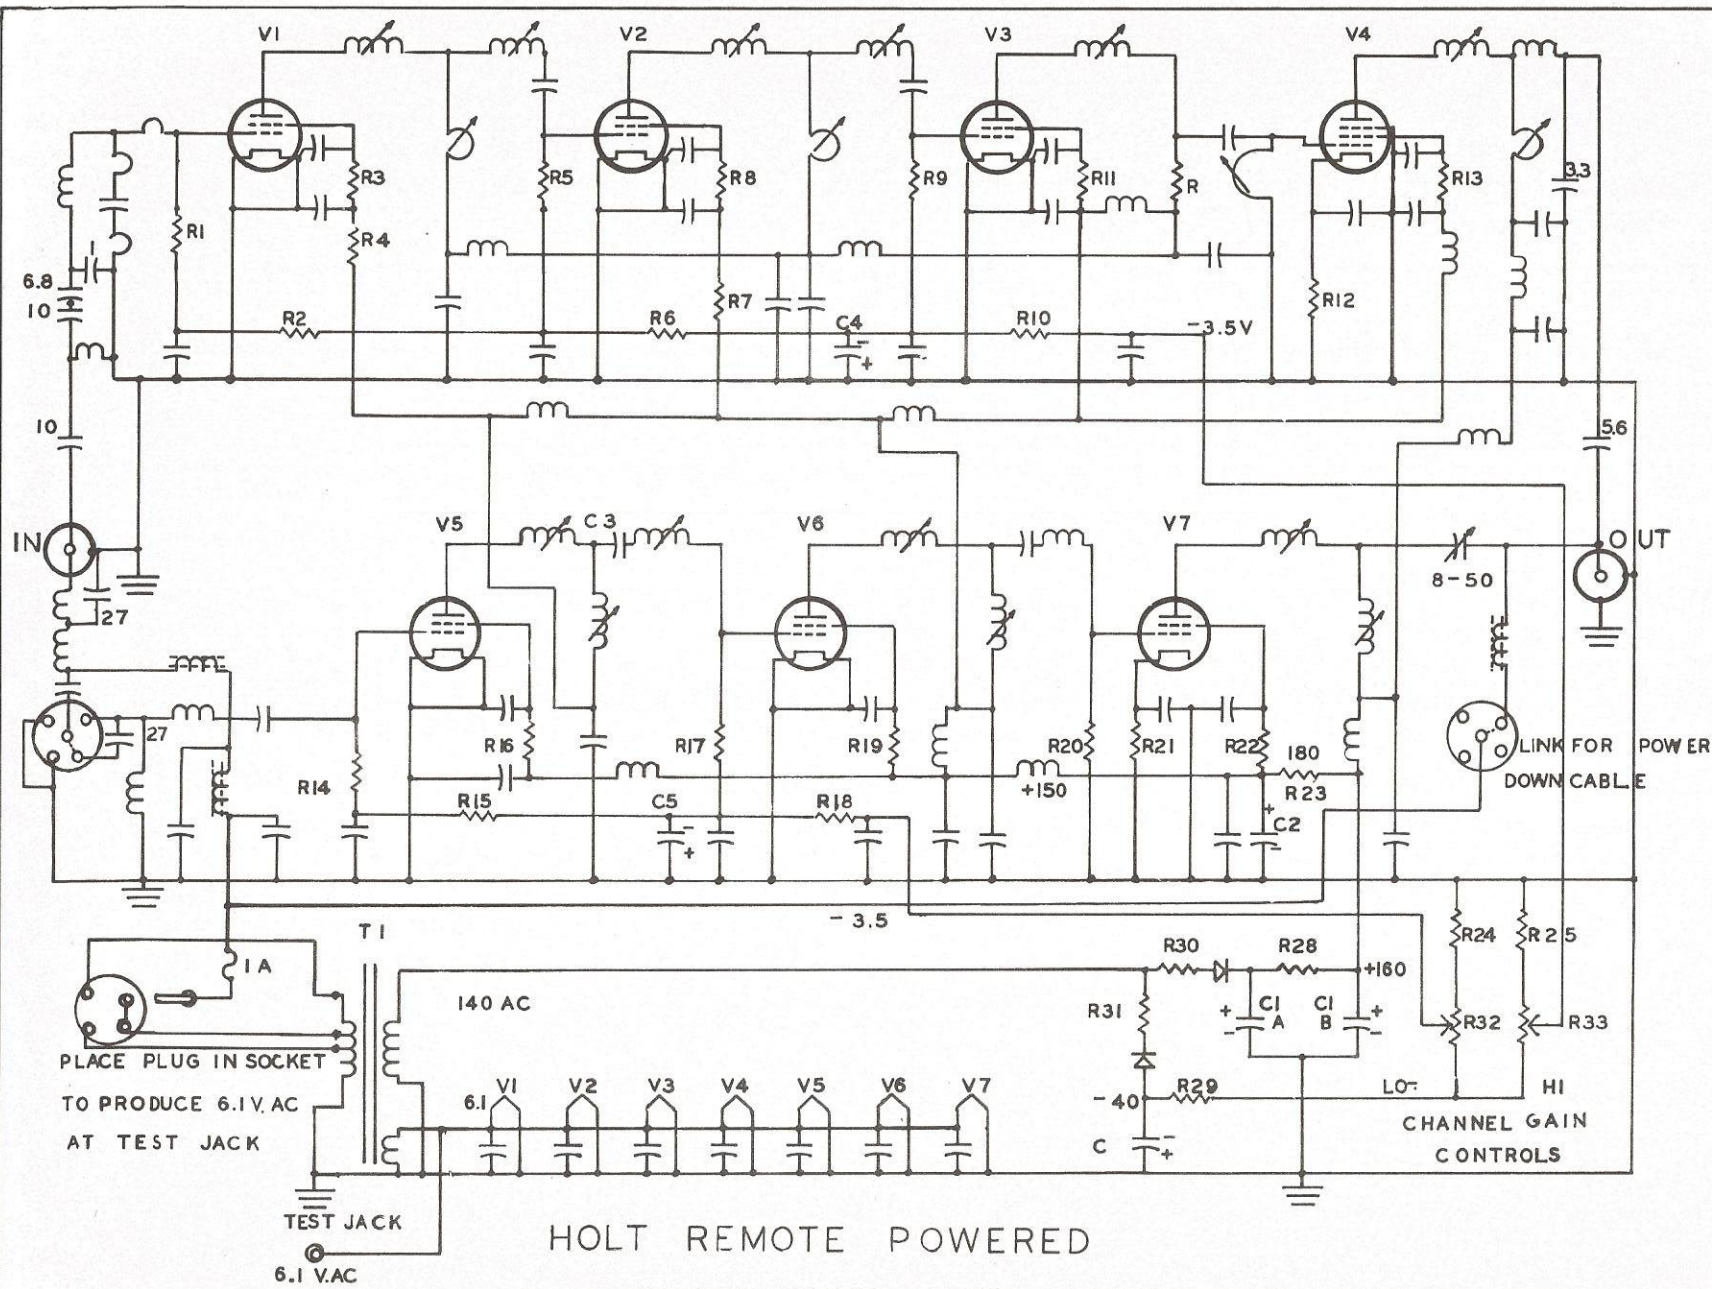 V1
V2
V3
V4
R3
R5
R8
R9
R11
R
R13
3.3
R1
R4
1
6.8
10
R7
R12
R2
R6
C4
-
+
R10
-3.5V
10
5.6
IN
V5
C3
V6
V7
OUT
8-50
27
27
R16
R17
R19
R20
R21
R22
180
R23
LINK FOR POWER
DOWN CABLE
R14
R15
C5
-
+
R18
+150
+
C2
-
-3.5
R24
R25
T1
1A
140 AC
R30
R28
+160
R31
+
-
C1
A
C1
B
+
-
R32
R33
PLACE PLUG IN SOCKET
TO PRODUCE 6.1V. AC
AT TEST JACK
6.1
V1
V2
V3
V4
V5
V6
V7
-40
R29
LO-
HI
CHANNEL GAIN
CONTROLS
C
-
+
TEST JACK
6.1 V.AC
HOLT REMOTE POWERED